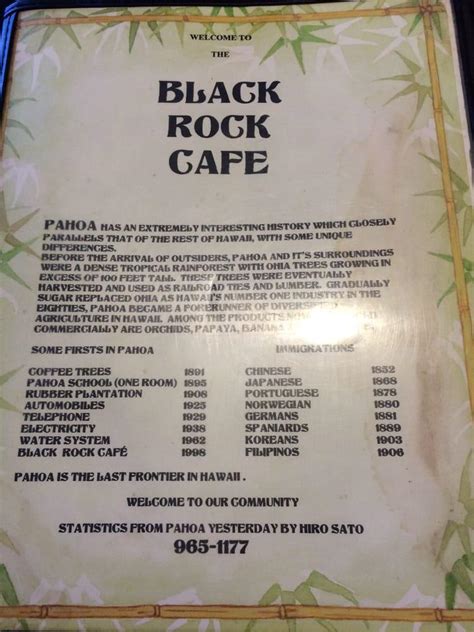 WELCOME TO
THE
BLACK
ROCK
CAFE
PAHOA HAS AN EXTREMELY INTERESTING HISTORY WHICH CLOSELY
PARALLELS THAT OF THE REST OF HAWAII, WITH SOME UNIQUE
DIFFERENCES.
BEFORE THE ARRIVAL OF OUTSIDERS, PAHOA AND IT'S SURROUNDINGS
WERE A DENSE TROPICAL RAINFOREST WITH OHIA TREES GROWING IN
EXCESS OF 100 FEET TALL. THESE TREES WERE EVENTUALLY
HARVESTED AND USED AS RAILROAD TIES AND LUMBER. GRADUALLY
SUGAR REPLACED OHIA AS HAWAII'S NUMBER ONE INDUSTRY IN THE
EIGHTIES, PAHOA BECAME A FORERUNNER OF DIVERSIFIED
AGRICULTURE IN HAWAII. AMONG THE PRODUCTS
COMMERCIALLY ARE ORCHIDS, PAPAYA,
SOME FIRSTS IN PAHOA IMMIGRATIONS
COFFEE TREES 1891 CHINESE 1852
PAHOA SCHOOL (ONE ROOM) 1895 JAPANESE 1868
RUBBER PLANTATION 1908 PORTUGUESE 1878
AUTOMOBILES 1925 NORWEGIAN 1880
TELEPHONE 1929 GERMANS 1881
ELECTRICITY 1938 SPANIARDS 1889
WATER SYSTEM 1962 KOREANS 1903
BLACK ROCK CAFÉ 1998 FILIPINOS 1906
PAHOA IS THE LAST FRONTIER IN HAWAII .
WELCOME TO OUR COMMUNITY
STATISTICS FROM PAHOA YESTERDAY BY HIRO SATO
965-1177